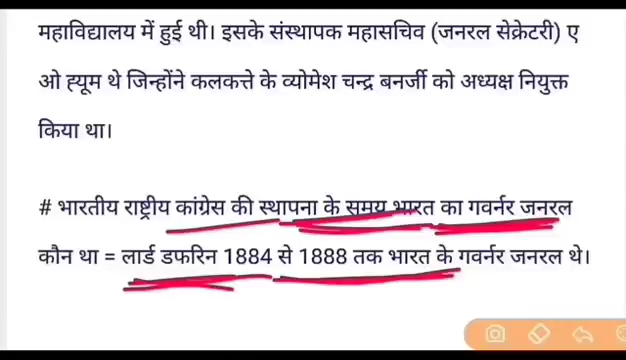 महाविद्यालय में हुई थी। इसके संस्थापक महासचिव (जनरल सेक्रेटरी) ए
ओ ह्यूम थे जिन्होंने कलकत्ते के व्योमेश चन्द्र बनर्जी को अध्यक्ष नियुक्त
किया था।
# भारतीय राष्ट्रीय कांग्रेस की स्थापना के समय भारत का गवर्नर जनरल
कौन था = लार्ड डफरिन 1884 से 1888 तक भारत के गवर्नर जनरल थे।